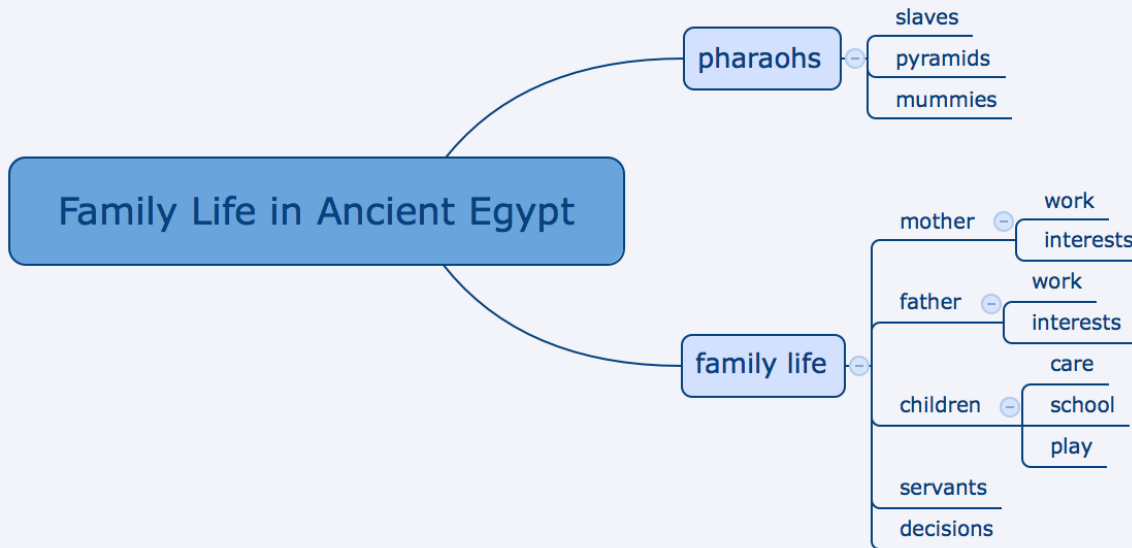 Family Life in Ancient Egypt
pharaohs
slaves
pyramids
mummies
family life
mother
work
interests
father
work
interests
children
care
school
play
servants
decisions